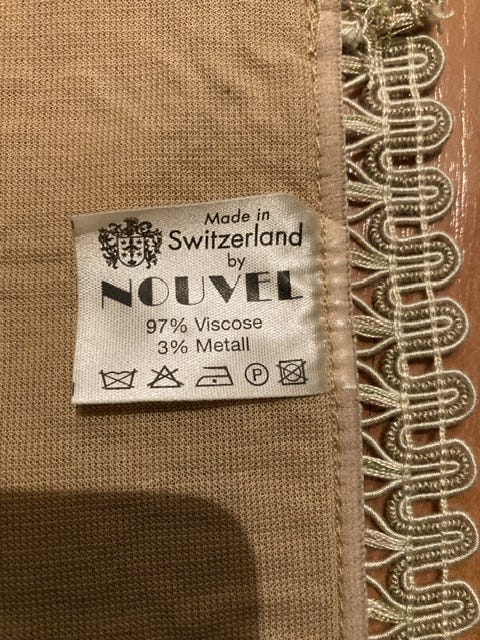 Made in
Switzerland
by
NOUVEL
97% Viscose
3% Metall
P